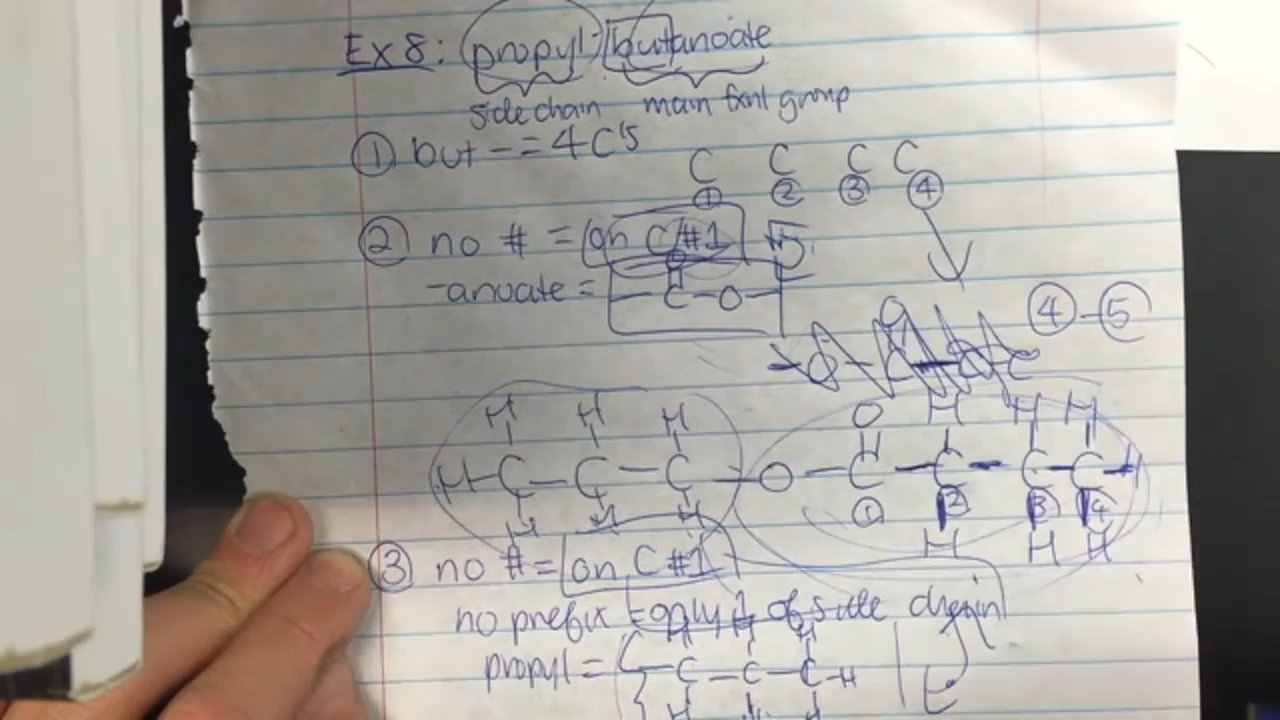 Ex 8: propyl butanoate
side chain main fxnl group
① but- = 4C's
C C C C
① ② ③ ④
② no # = on C#1
-anoate = -C-O-
④-⑤
H H H O H H H
H-C-C-C-O-C-C-C-C-H
① ② ③ ④
H H H H H H
③ no # = on C#1
no prefix = only 1 of side chain
propyl = -C-C-C-H